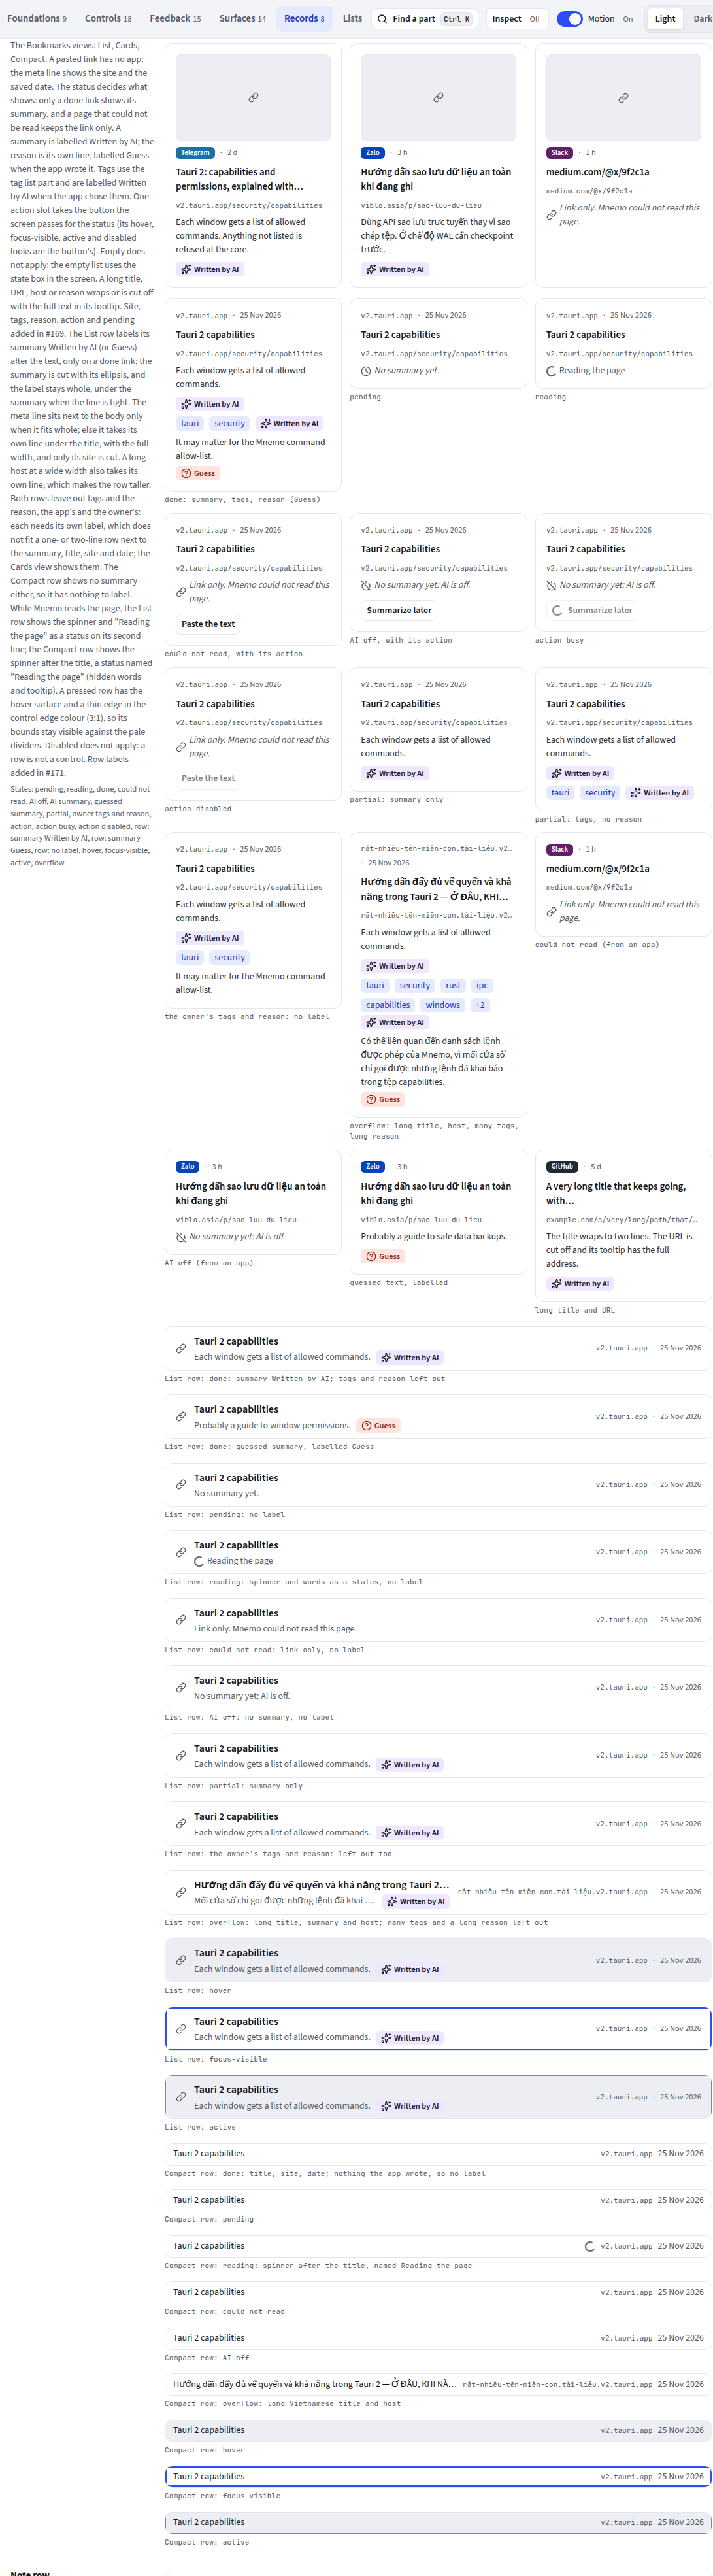 Foundations 9 Controls 18 Feedback 15 Surfaces 14 Records 8 Lists Find a part Ctrl K Inspect Off Motion On Light Dark
The Bookmarks views: List, Cards,
Compact. A pasted link has no app:
the meta line shows the site and the
saved date. The status decides what
shows: only a done link shows its
summary, and a page that could not
be read keeps the link only. A
summary is labelled Written by AI; the
reason is its own line, labelled Guess
when the app wrote it. Tags use the
tag list part and are labelled Written
by AI when the app chose them. One
action slot takes the button the
screen passes for the status (its hover,
focus-visible, active and disabled
looks are the button's). Empty does
not apply: the empty list uses the
state box in the screen. A long title,
URL, host or reason wraps or is cut off
with the full text in its tooltip. Site,
tags, reason, action and pending
added in #169. The List row labels its
summary Written by AI (or Guess)
after the text, only on a done link; the
summary is cut with its ellipsis, and
the label stays whole, under the
summary when the line is tight. The
meta line sits next to the body only
when it fits whole; else it takes its
own line under the title, with the full
width, and only its site is cut. A long
host at a wide width also takes its
own line, which makes the row taller.
Both rows leave out tags and the
reason, the app's and the owner's:
each needs its own label, which does
not fit a one- or two-line row next to
the summary, title, site and date; the
Cards view shows them. The
Compact row shows no summary
either, so it has nothing to label.
While Mnemo reads the page, the List
row shows the spinner and "Reading
the page" as a status on its second
line; the Compact row shows the
spinner after the title, a status named
"Reading the page" (hidden words
and tooltip). A pressed row has the
hover surface and a thin edge in the
control edge colour (3:1), so its
bounds stay visible against the pale
dividers. Disabled does not apply: a
row is not a control. Row labels
added in #171.
States: pending, reading, done, could not
read, AI off, AI summary, guessed
summary, partial, owner tags and reason,
action, action busy, action disabled, row:
summary Written by AI, row: summary
Guess, row: no label, hover, focus-visible,
active, overflow
Telegram · 2 d
Tauri 2: capabilities and
permissions, explained with…
v2.tauri.app/security/capabilities
Each window gets a list of allowed
commands. Anything not listed is
refused at the core.
Written by AI
Zalo · 3 h
Hướng dẫn sao lưu dữ liệu an toàn
khi đang ghi
viblo.asia/p/sao-luu-du-lieu
Dùng API sao lưu trực tuyến thay vì sao
chép tệp. Ở chế độ WAL cần checkpoint
trước.
Written by AI
Slack · 1 h
medium.com/@x/9f2c1a
medium.com/@x/9f2c1a
Link only. Mnemo could not read this
page.
v2.tauri.app · 25 Nov 2026
Tauri 2 capabilities
v2.tauri.app/security/capabilities
Each window gets a list of allowed
commands.
Written by AI
tauri security Written by AI
It may matter for the Mnemo command
allow-list.
Guess
done: summary, tags, reason (Guess)
v2.tauri.app · 25 Nov 2026
Tauri 2 capabilities
v2.tauri.app/security/capabilities
No summary yet.
pending
v2.tauri.app · 25 Nov 2026
Tauri 2 capabilities
v2.tauri.app/security/capabilities
Reading the page
reading
v2.tauri.app · 25 Nov 2026
Tauri 2 capabilities
v2.tauri.app/security/capabilities
Link only. Mnemo could not read this
page.
Paste the text
could not read, with its action
v2.tauri.app · 25 Nov 2026
Tauri 2 capabilities
v2.tauri.app/security/capabilities
No summary yet: AI is off.
Summarize later
AI off, with its action
v2.tauri.app · 25 Nov 2026
Tauri 2 capabilities
v2.tauri.app/security/capabilities
No summary yet: AI is off.
Summarize later
action busy
v2.tauri.app · 25 Nov 2026
Tauri 2 capabilities
v2.tauri.app/security/capabilities
Link only. Mnemo could not read this
page.
Paste the text
action disabled
v2.tauri.app · 25 Nov 2026
Tauri 2 capabilities
v2.tauri.app/security/capabilities
Each window gets a list of allowed
commands.
Written by AI
partial: summary only
v2.tauri.app · 25 Nov 2026
Tauri 2 capabilities
v2.tauri.app/security/capabilities
Each window gets a list of allowed
commands.
Written by AI
tauri security Written by AI
partial: tags, no reason
v2.tauri.app · 25 Nov 2026
Tauri 2 capabilities
v2.tauri.app/security/capabilities
Each window gets a list of allowed
commands.
Written by AI
tauri security
It may matter for the Mnemo command
allow-list.
the owner's tags and reason: no label
rất-nhiều-tên-miền-con.tài-liệu.v2…
· 25 Nov 2026
Hướng dẫn đầy đủ về quyền và khả
năng trong Tauri 2 — Ở ĐÂU, KHI…
rất-nhiều-tên-miền-con.tài-liệu.v2…
Each window gets a list of allowed
commands.
Written by AI
tauri security rust ipc
capabilities windows +2
Written by AI
Có thể liên quan đến danh sách lệnh
được phép của Mnemo, vì mỗi cửa sổ
chỉ gọi được những lệnh đã khai báo
trong tệp capabilities.
Guess
overflow: long title, host, many tags,
long reason
Slack · 1 h
medium.com/@x/9f2c1a
medium.com/@x/9f2c1a
Link only. Mnemo could not read this
page.
could not read (from an app)
Zalo · 3 h
Hướng dẫn sao lưu dữ liệu an toàn
khi đang ghi
viblo.asia/p/sao-luu-du-lieu
No summary yet: AI is off.
AI off (from an app)
Zalo · 3 h
Hướng dẫn sao lưu dữ liệu an toàn
khi đang ghi
viblo.asia/p/sao-luu-du-lieu
Probably a guide to safe data backups.
Guess
guessed text, labelled
GitHub · 5 d
A very long title that keeps going,
with…
example.com/a/very/long/path/that/…
The title wraps to two lines. The URL is
cut off and its tooltip has the full
address.
Written by AI
long title and URL
Tauri 2 capabilities
Each window gets a list of allowed commands. Written by AI v2.tauri.app · 25 Nov 2026
List row: done: summary Written by AI; tags and reason left out
Tauri 2 capabilities
Probably a guide to window permissions. Guess v2.tauri.app · 25 Nov 2026
List row: done: guessed summary, labelled Guess
Tauri 2 capabilities
No summary yet. v2.tauri.app · 25 Nov 2026
List row: pending: no label
Tauri 2 capabilities
Reading the page v2.tauri.app · 25 Nov 2026
List row: reading: spinner and words as a status, no label
Tauri 2 capabilities
Link only. Mnemo could not read this page. v2.tauri.app · 25 Nov 2026
List row: could not read: link only, no label
Tauri 2 capabilities
No summary yet: AI is off. v2.tauri.app · 25 Nov 2026
List row: AI off: no summary, no label
Tauri 2 capabilities
Each window gets a list of allowed commands. Written by AI v2.tauri.app · 25 Nov 2026
List row: partial: summary only
Tauri 2 capabilities
Each window gets a list of allowed commands. Written by AI v2.tauri.app · 25 Nov 2026
List row: the owner's tags and reason: left out too
Hướng dẫn đầy đủ về quyền và khả năng trong Tauri 2…
Mỗi cửa sổ chỉ gọi được những lệnh đã khai … Written by AI rất-nhiều-tên-miền-con.tài-liệu.v2.tauri.app · 25 Nov 2026
List row: overflow: long title, summary and host; many tags and a long reason left out
Tauri 2 capabilities
Each window gets a list of allowed commands. Written by AI v2.tauri.app · 25 Nov 2026
List row: hover
Tauri 2 capabilities
Each window gets a list of allowed commands. Written by AI v2.tauri.app · 25 Nov 2026
List row: focus-visible
Tauri 2 capabilities
Each window gets a list of allowed commands. Written by AI v2.tauri.app · 25 Nov 2026
List row: active
Tauri 2 capabilities v2.tauri.app 25 Nov 2026
Compact row: done: title, site, date; nothing the app wrote, so no label
Tauri 2 capabilities v2.tauri.app 25 Nov 2026
Compact row: pending
Tauri 2 capabilities v2.tauri.app 25 Nov 2026
Compact row: reading: spinner after the title, named Reading the page
Tauri 2 capabilities v2.tauri.app 25 Nov 2026
Compact row: could not read
Tauri 2 capabilities v2.tauri.app 25 Nov 2026
Compact row: AI off
Hướng dẫn đầy đủ về quyền và khả năng trong Tauri 2 — Ở ĐÂU, KHI NÀ… rất-nhiều-tên-miền-con.tài-liệu.v2.tauri.app 25 Nov 2026
Compact row: overflow: long Vietnamese title and host
Tauri 2 capabilities v2.tauri.app 25 Nov 2026
Compact row: hover
Tauri 2 capabilities v2.tauri.app 25 Nov 2026
Compact row: focus-visible
Tauri 2 capabilities v2.tauri.app 25 Nov 2026
Compact row: active
Note row